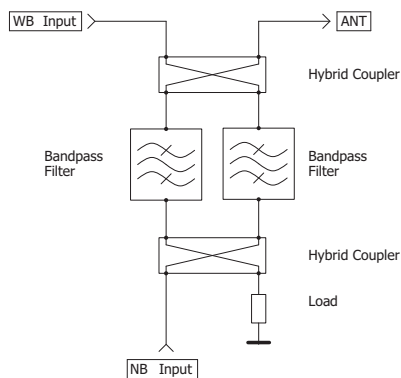 WB Input
ANT
Hybrid Coupler
Bandpass
Filter
Bandpass
Filter
Hybrid Coupler
Load
NB Input